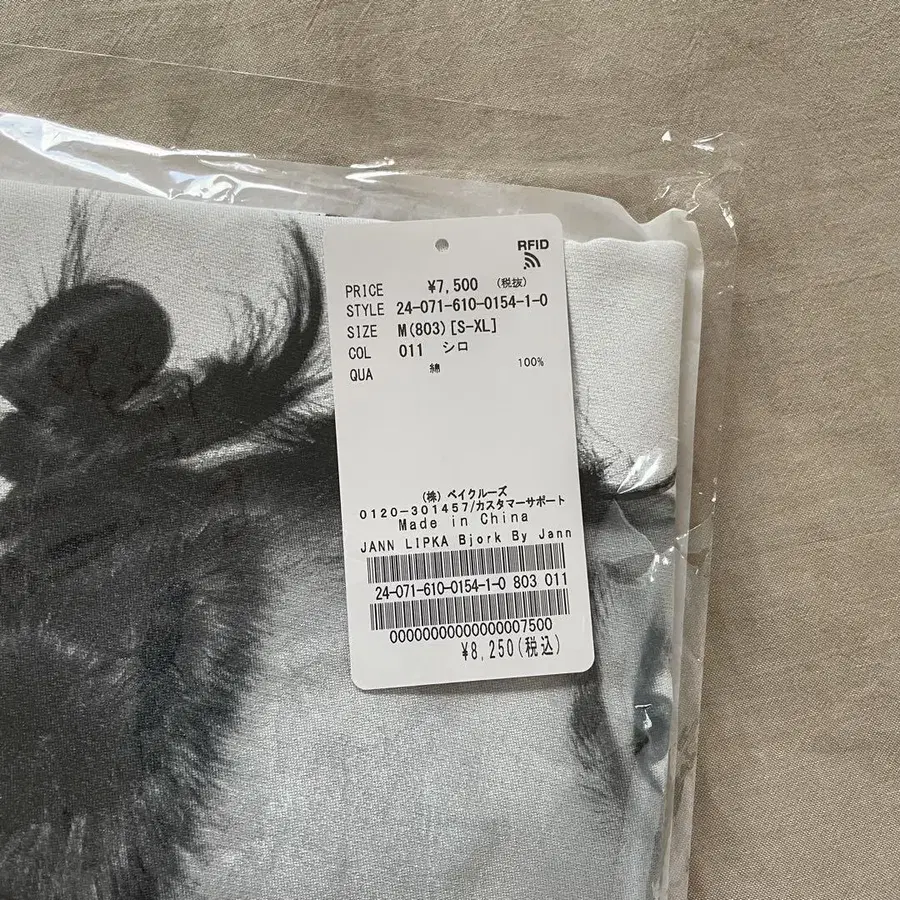 RFID
PRICE ¥7,500 (税抜)
STYLE 24-071-610-0154-1-0
SIZE M(803)[S-XL]
COL 011 シロ
QUA 綿 100%
(株) ベイクルーズ
0120-301457/カスタマーサポート
Made in China
JANN LIPKA Bjork By Jann
24-071-610-0154-1-0 803 011
00000000000000007500
¥8,250(税込)